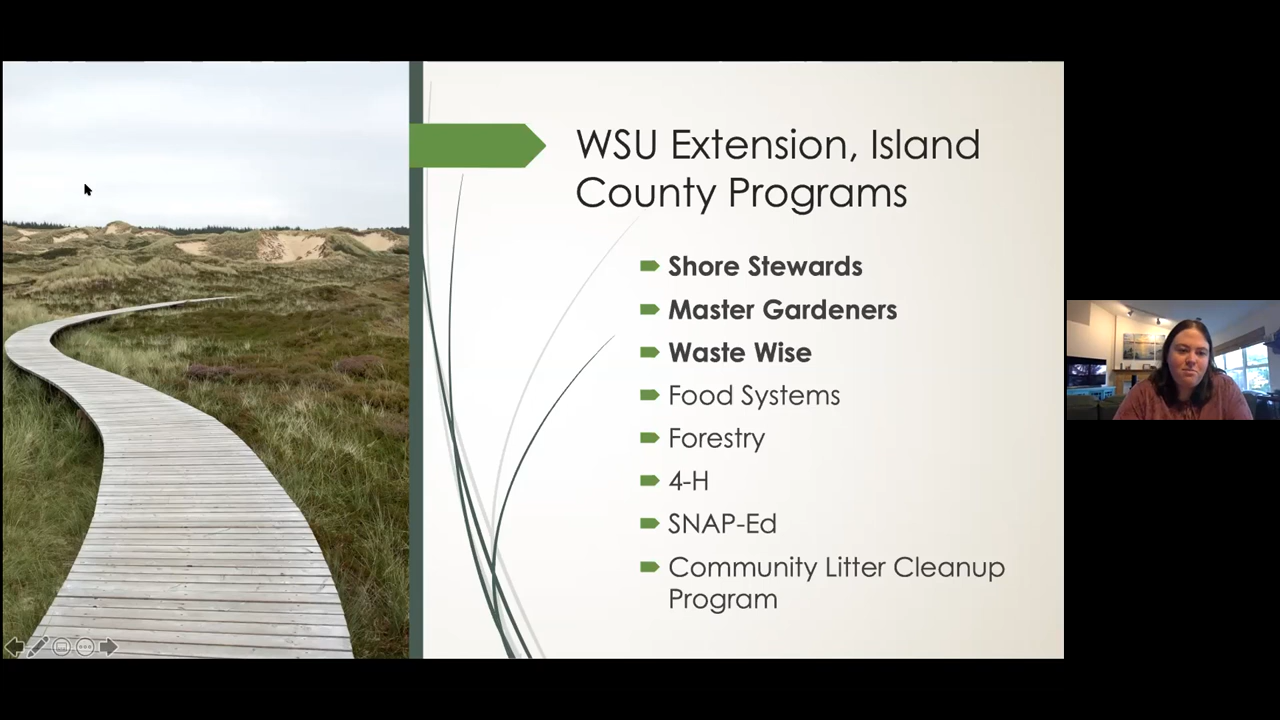 WSU Extension, Island
County Programs
Shore Stewards
Master Gardeners
Waste Wise
Food Systems
Forestry
4-H
SNAP-Ed
Community Litter Cleanup
Program